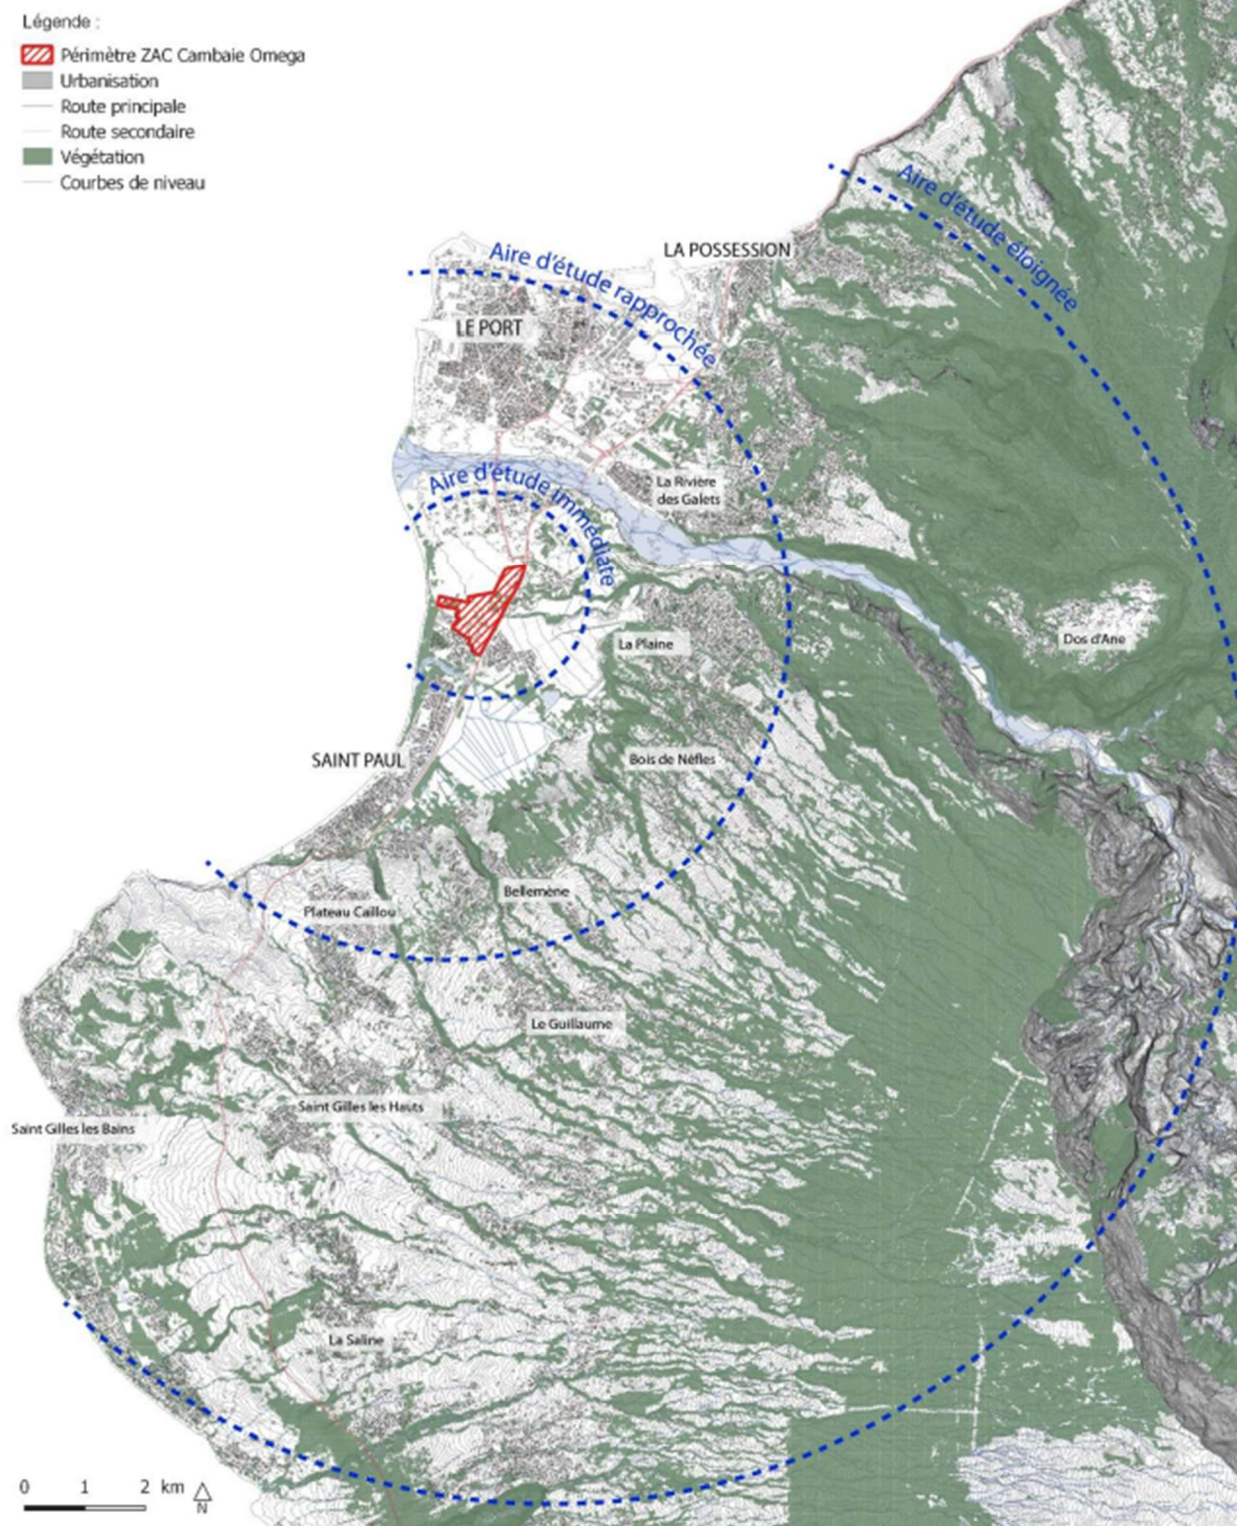 Légende :
Périmètre ZAC Cambaie Omega
Urbanisation
Route principale
Route secondaire
Végétation
Courbes de niveau
Aire d'étude éloignée
LA POSSESSION
Aire d'étude rapprochée
LE PORT
Aire d'étude immédiate
La Rivière
des Galets
La Plaine
Dos d'Ane
SAINT PAUL
Bois de Nèfles
Bellemène
Plateau Caillou
Le Guillaume
Saint Gilles les Hauts
Saint Gilles les Bains
La Saline
0 1 2 km
N